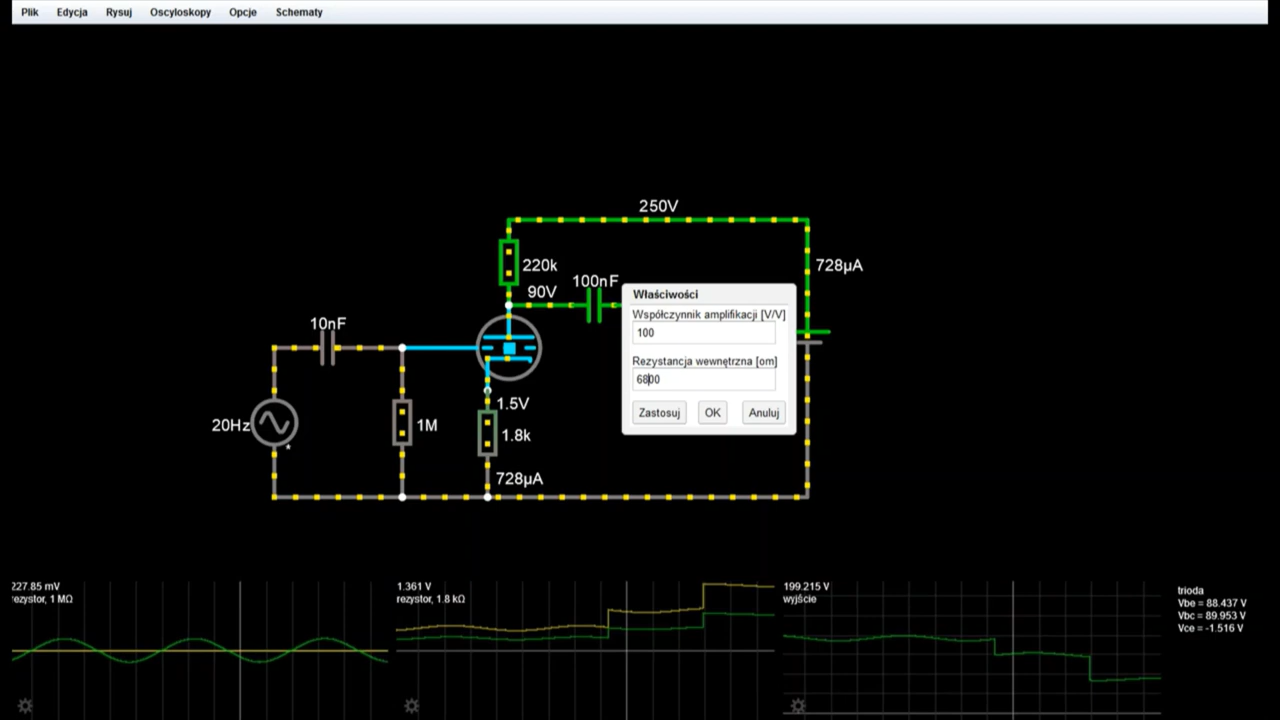 Plik Edycja Rysuj Oscyloskopy Opcje Schematy
250V
220k
728µA
100nF
90V
10nF
20Hz
*
1M
1.5V
1.8k
728µA
Właściwości
Współczynnik amplifikacji [V/V]
100
Rezystancja wewnętrzna [om]
6800
Zastosuj OK Anuluj
227.85 mV
rezystor, 1 MΩ
1.361 V
rezystor, 1.8 kΩ
199.215 V
wyjście
trioda
Vbe = 88.437 V
Vbc = 89.953 V
Vce = -1.516 V